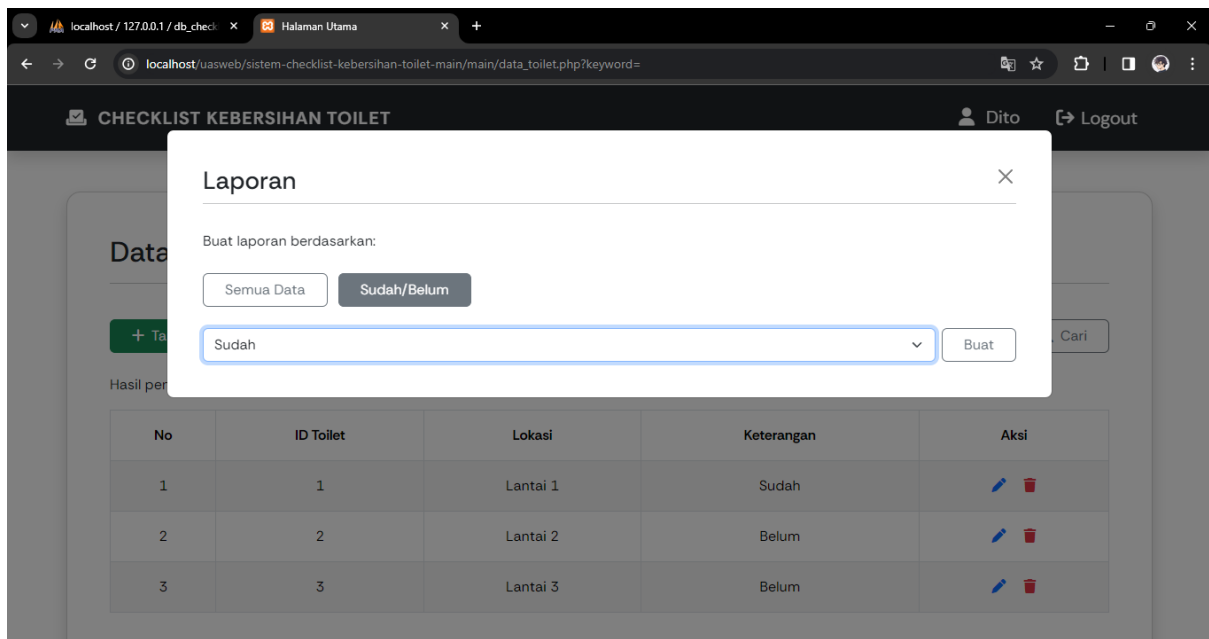 localhost / 127.0.0.1 / db_check
Halaman Utama
localhost/uasweb/sistem-checklist-kebersihan-toilet-main/main/data_toilet.php?keyword=
CHECKLIST KEBERSIHAN TOILET
Dito
Logout
Laporan
Buat laporan berdasarkan:
Semua Data
Sudah/Belum
Sudah
Buat
Data
+ Ta
Cari
Hasil per
No ID Toilet Lokasi Keterangan Aksi
1 1 Lantai 1 Sudah
2 2 Lantai 2 Belum
3 3 Lantai 3 Belum